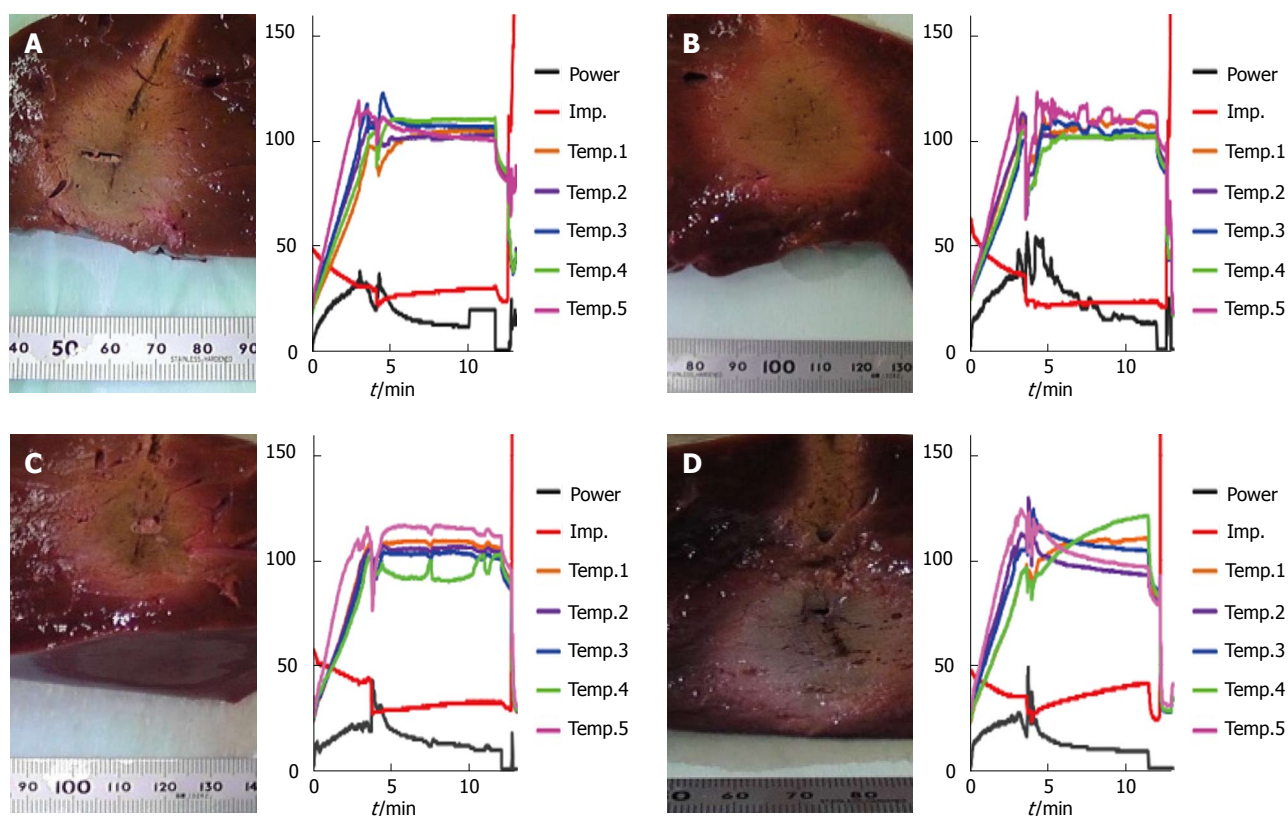 A
150
100
50
0
0 5 10
t/min
Power
Imp.
Temp.1
Temp.2
Temp.3
Temp.4
Temp.5
40 50 60 70 80 90
STAINLESS HARDENED
B
150
100
50
0
0 5 10
t/min
Power
Imp.
Temp.1
Temp.2
Temp.3
Temp.4
Temp.5
80 90 100 110 120 130
C
150
100
50
0
0 5 10
t/min
Power
Imp.
Temp.1
Temp.2
Temp.3
Temp.4
Temp.5
90 100 110 120 130
D
150
100
50
0
0 5 10
t/min
Power
Imp.
Temp.1
Temp.2
Temp.3
Temp.4
Temp.5
60 70 80